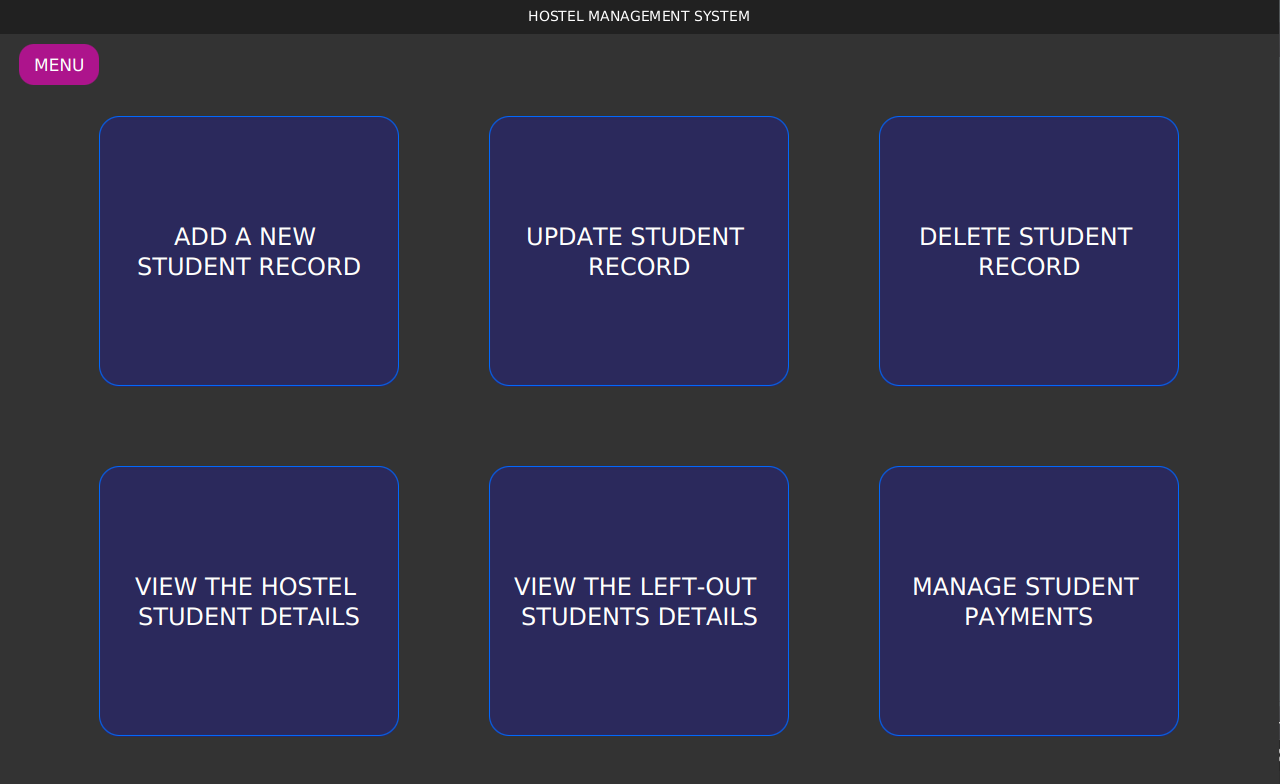 HOSTEL MANAGEMENT SYSTEM
MENU
ADD A NEW
STUDENT RECORD
UPDATE STUDENT
RECORD
DELETE STUDENT
RECORD
VIEW THE HOSTEL
STUDENT DETAILS
VIEW THE LEFT-OUT
STUDENTS DETAILS
MANAGE STUDENT
PAYMENTS